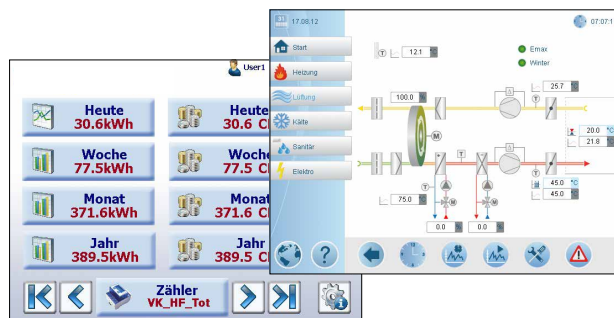 User1
Heute
30.6kWh
Heute
30.6
Woche
77.5kWh
77.5
Monat
371.6kWh
Monat
371.6
Jahr
389.5kWh
Jahr
389.5
Zähler
VK_HF_Tot
17.08.12
07:07:1
Start
Heizung
Lüftung
Kälte
Sanitär
Elektro
T
12.1 °C
Emax
Winter
25.7 °C
T
100.0 %
M
20.0 °C
21.8 °C
T
T
T
45.0 °C
45.0 °C
75.0 %
M
M
0.0 %
0.0 %
?